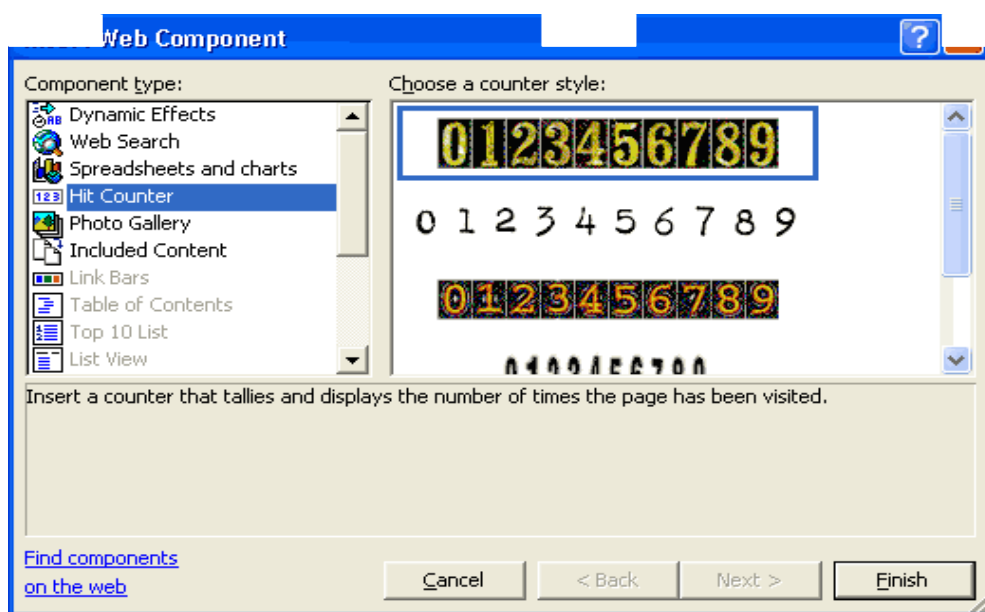 Web Component
Component type:
Choose a counter style:
Dynamic Effects
Web Search
Spreadsheets and charts
123 Hit Counter
Photo Gallery
Included Content
Link Bars
Table of Contents
Top 10 List
List View
0123456789
0 1 2 3 4 5 6 7 8 9
0123456789
Insert a counter that tallies and displays the number of times the page has been visited.
Find components
on the web
Cancel
< Back
Next >
Finish